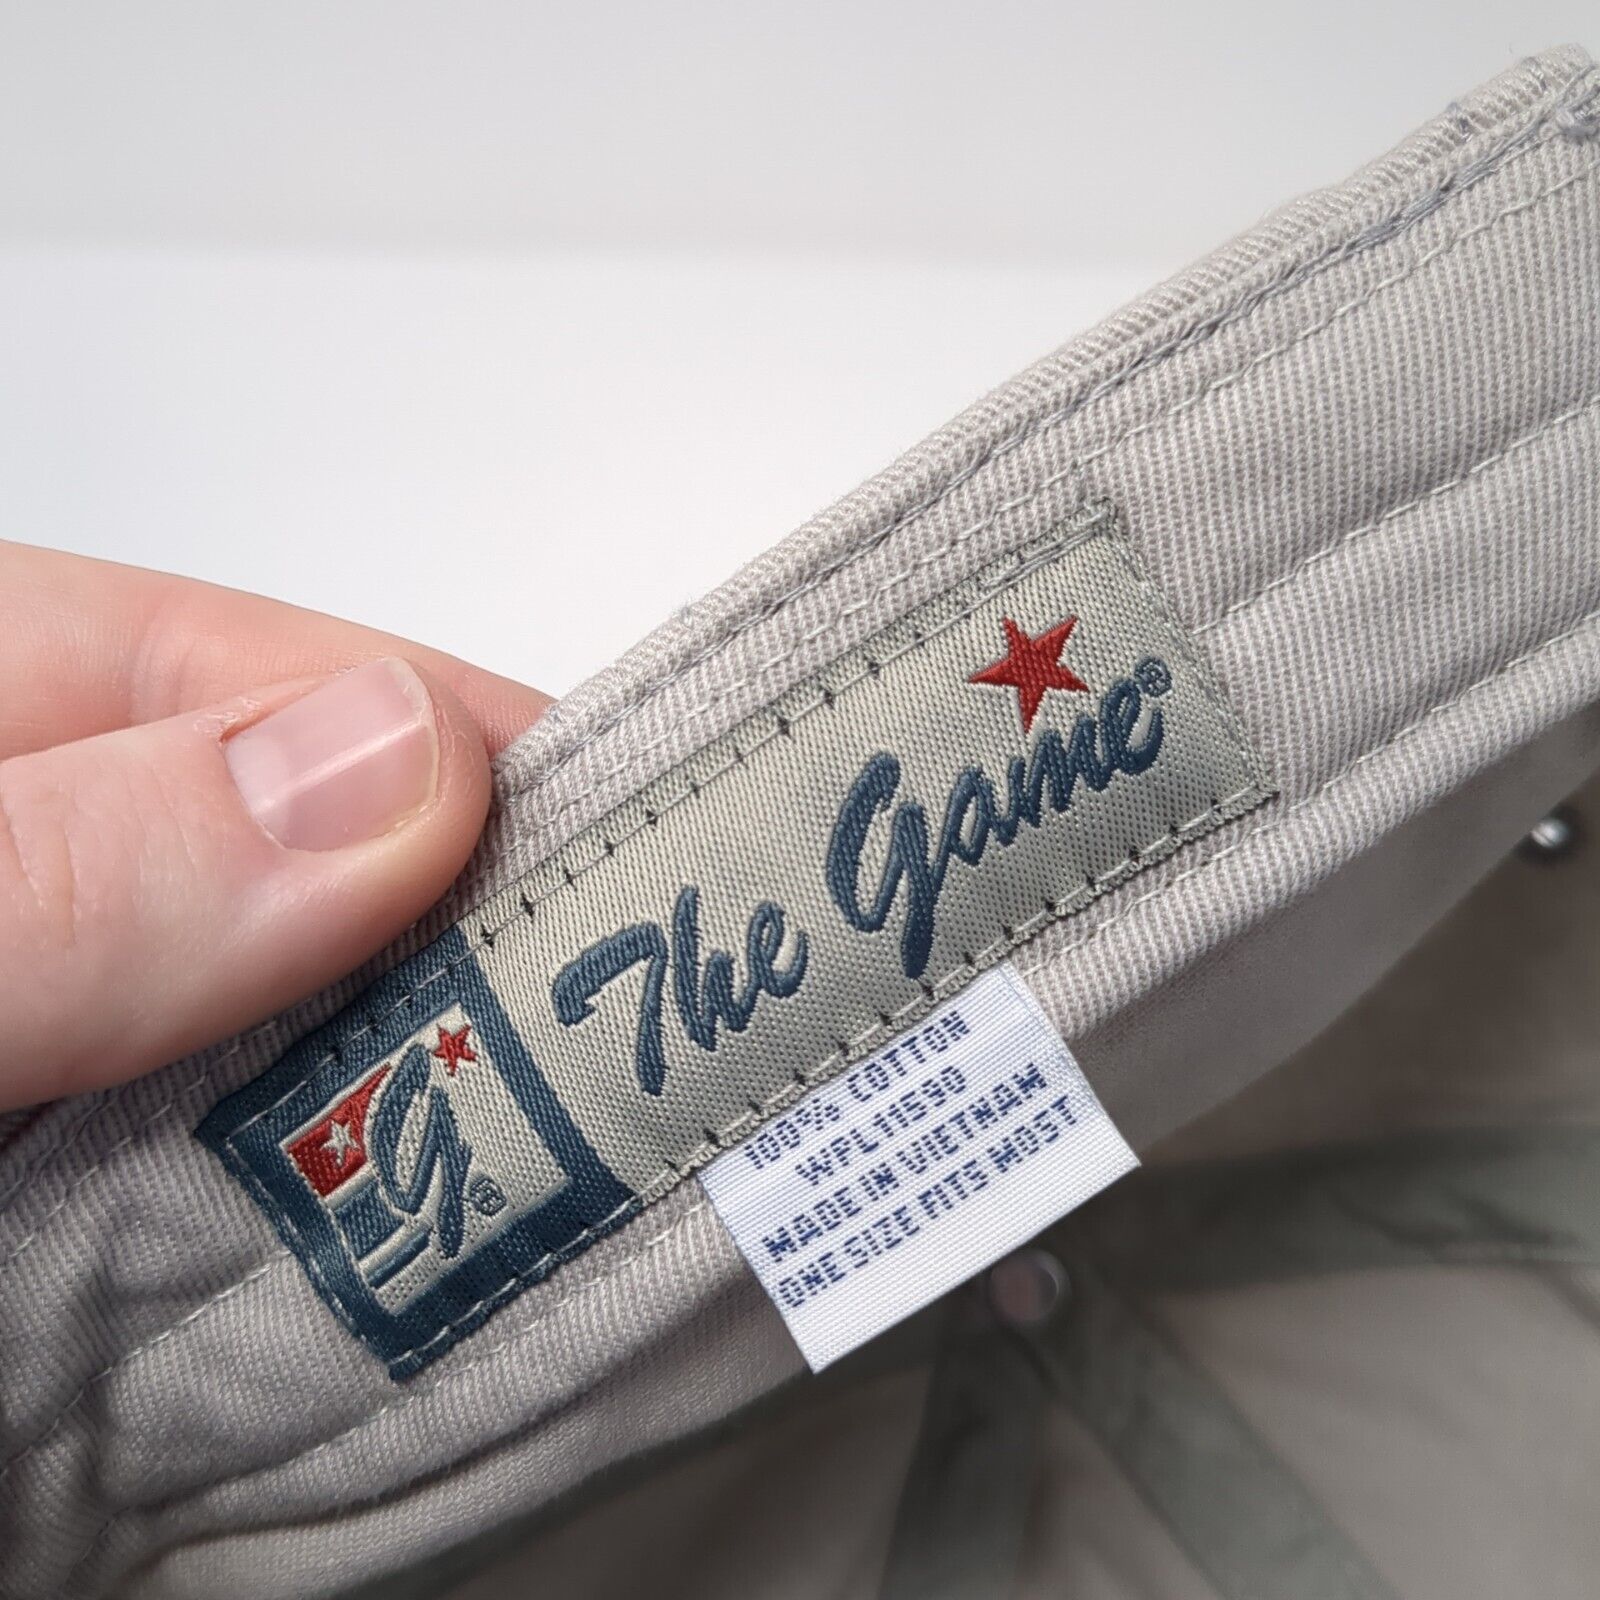 The Game®
G®
100% COTTON
WPL11590
MADE IN VIETNAM
ONE SIZE FITS MOST